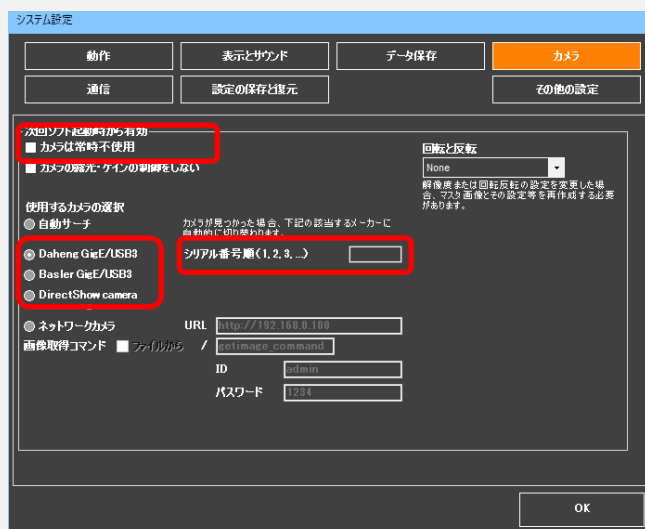 システム設定
動作
表示とサウンド
データ保存
カメラ
通信
設定の保存と復元
その他の設定
次回ソフト起動時から有効
カメラは常時不使用
カメラの露光・ゲインの制御をしない
回転と反転
None
解像度または回転反転の設定を変更した場
合、マスク画像とその設定等を再作成する必要
があります。
使用するカメラの選択
自動サーチ
カメラが見つかった場合、下記の該当するメーカーに
自動的に切り替わります。
Daheng GigE/USB3
シリアル番号順(1, 2, 3, ...)
Basler GigE/USB3
DirectShow camera
ネットワークカメラ
URL
http://192.168.0.100
画像取得コマンド
ファイルから
/
getimage_command
ID
admin
パスワード
1234
OK